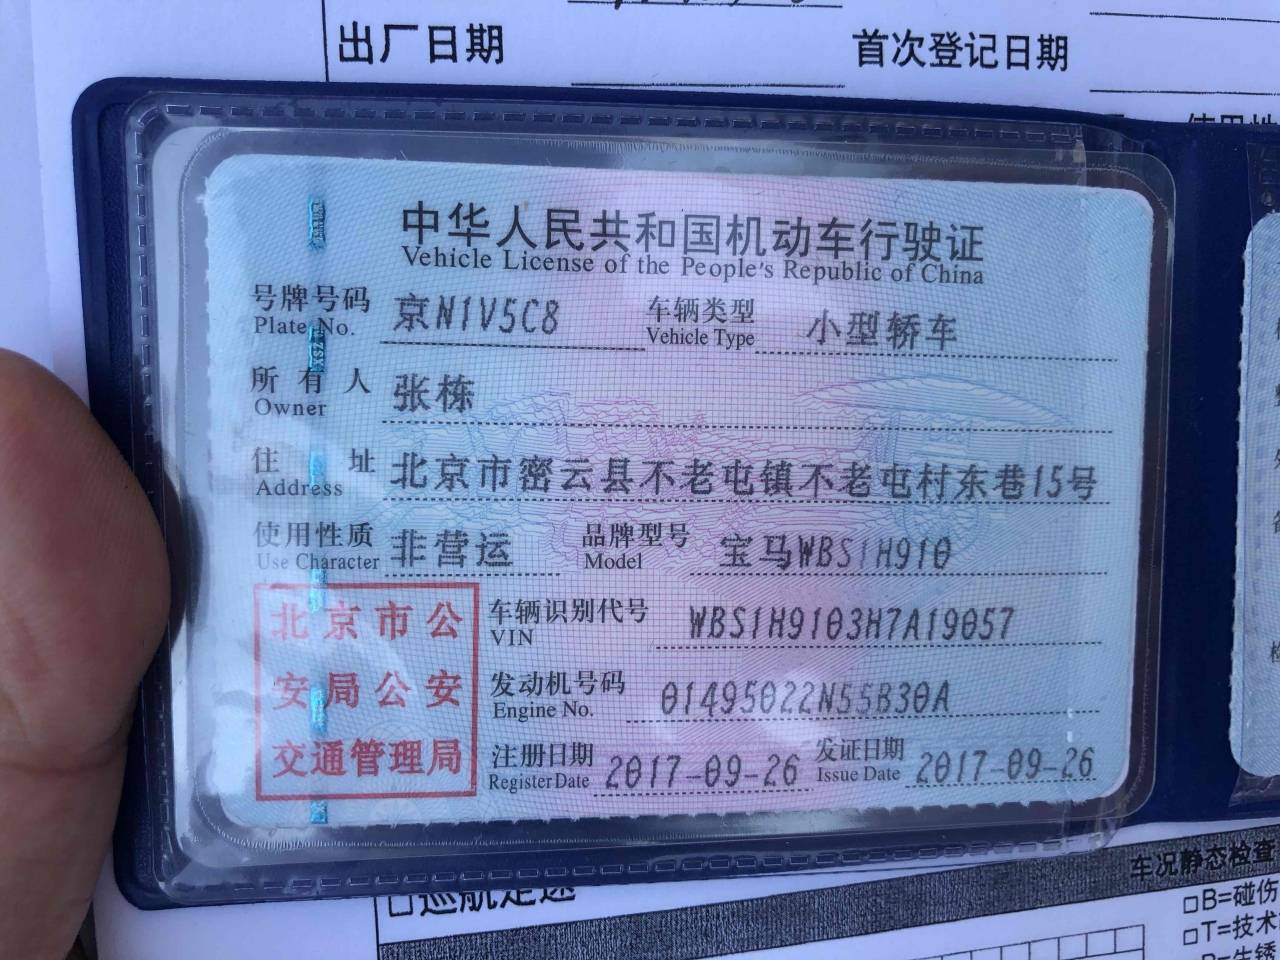 出厂日期 首次登记日期
中华人民共和国机动车行驶证
Vehicle License of the People's Republic of China
号牌号码 京N1V5C8 车辆类型 小型轿车
Plate No. Vehicle Type
所有人 张栋
Owner
住址 北京市密云县不老屯镇不老屯村东巷15号
Address
使用性质 非营运 品牌型号 宝马WBS1H910
Use Character Model
北京市公
安局公安
交通管理局
车辆识别代号 WBS1H9103H7A19057
VIN
发动机号码 01495022N55B30A
Engine No.
注册日期 2017-09-26 发证日期 2017-09-26
Register Date Issue Date
车况静态检查
□巡航定速
□B=碰伤
□T=技术